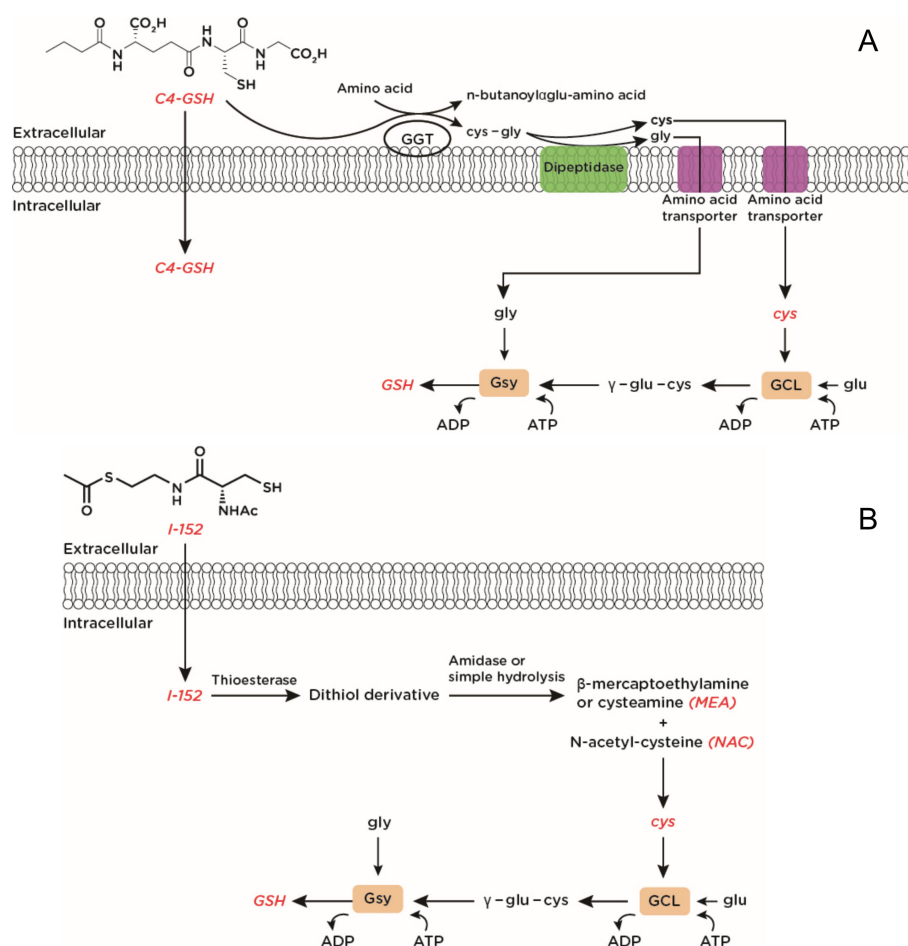 A
O
CO₂H
H
N
O
N
H
O
H
N
CO₂H
SH
C4-GSH
Amino acid
n-butanoylαglu-amino acid
GGT
cys – gly
cys
gly
Extracellular
Dipeptidase
Intracellular
Amino acid
transporter
Amino acid
transporter
C4-GSH
gly
cys
GSH
Gsy
γ – glu – cys
GCL
glu
ADP
ATP
ADP
ATP
B
O
S
O
N
H
SH
NHAc
I-152
Extracellular
Intracellular
I-152
Thioesterase
Dithiol derivative
Amidase or
simple hydrolysis
β-mercaptoethylamine
or cysteamine (MEA)
+
N-acetyl-cysteine (NAC)
gly
cys
GSH
Gsy
γ – glu – cys
GCL
glu
ADP
ATP
ADP
ATP